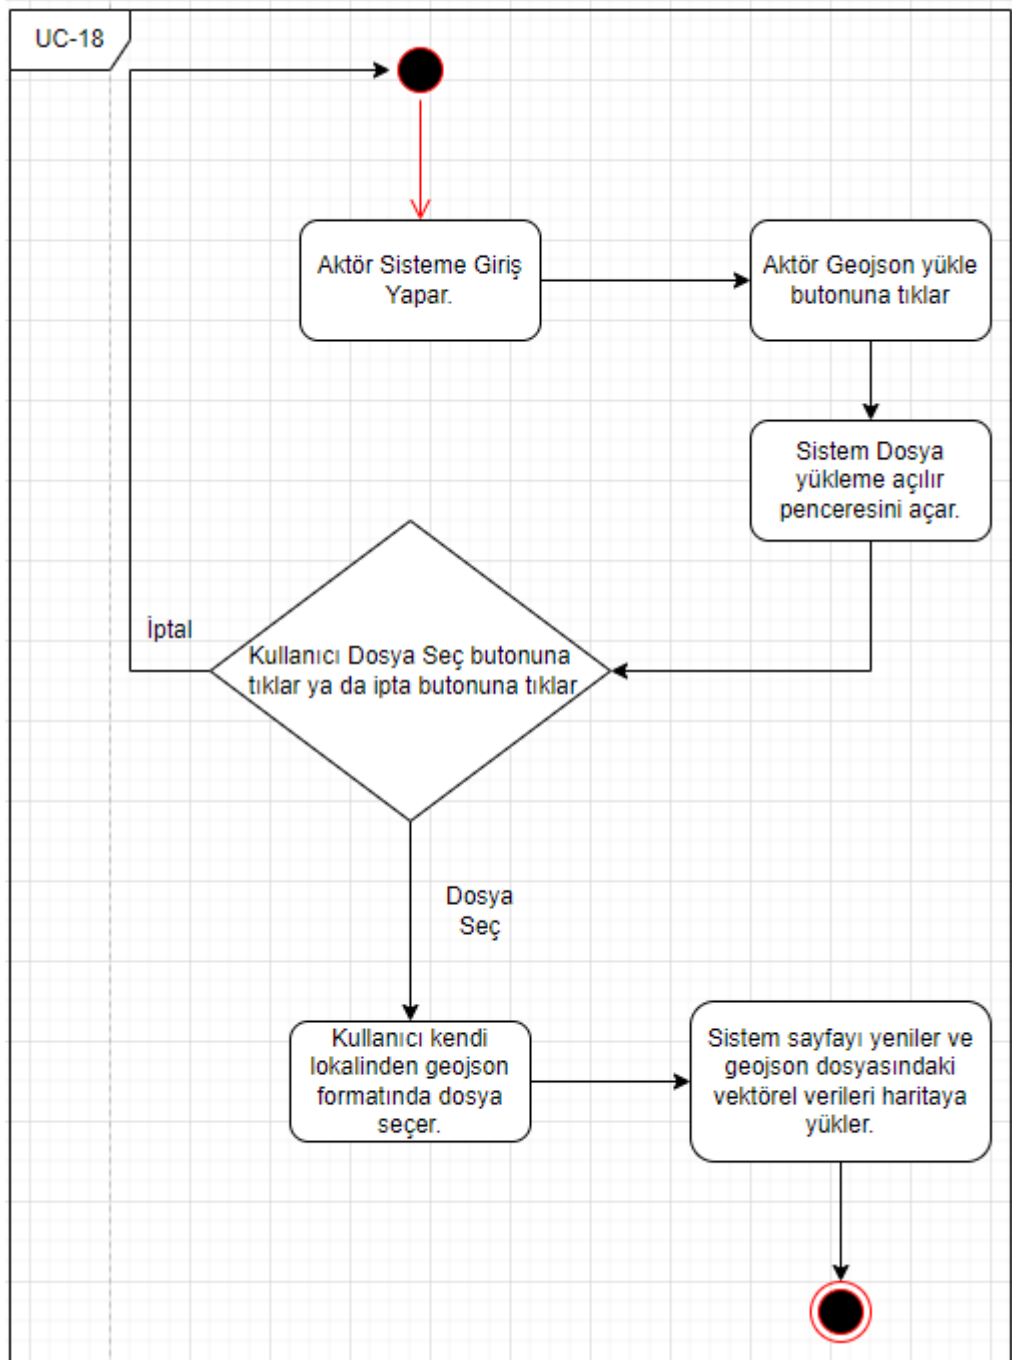 UC-18
Aktör Sisteme Giriş
Yapar.
Aktör Geojson yükle
butonuna tıklar
Sistem Dosya
yükleme açılır
penceresini açar.
İptal
Kullanıcı Dosya Seç butonuna
tıklar ya da ipta butonuna tıklar
Dosya
Seç
Kullanıcı kendi
lokalinden geojson
formatında dosya
seçer.
Sistem sayfayı yeniler ve
geojson dosyasındaki
vektörel verileri haritaya
yükler.